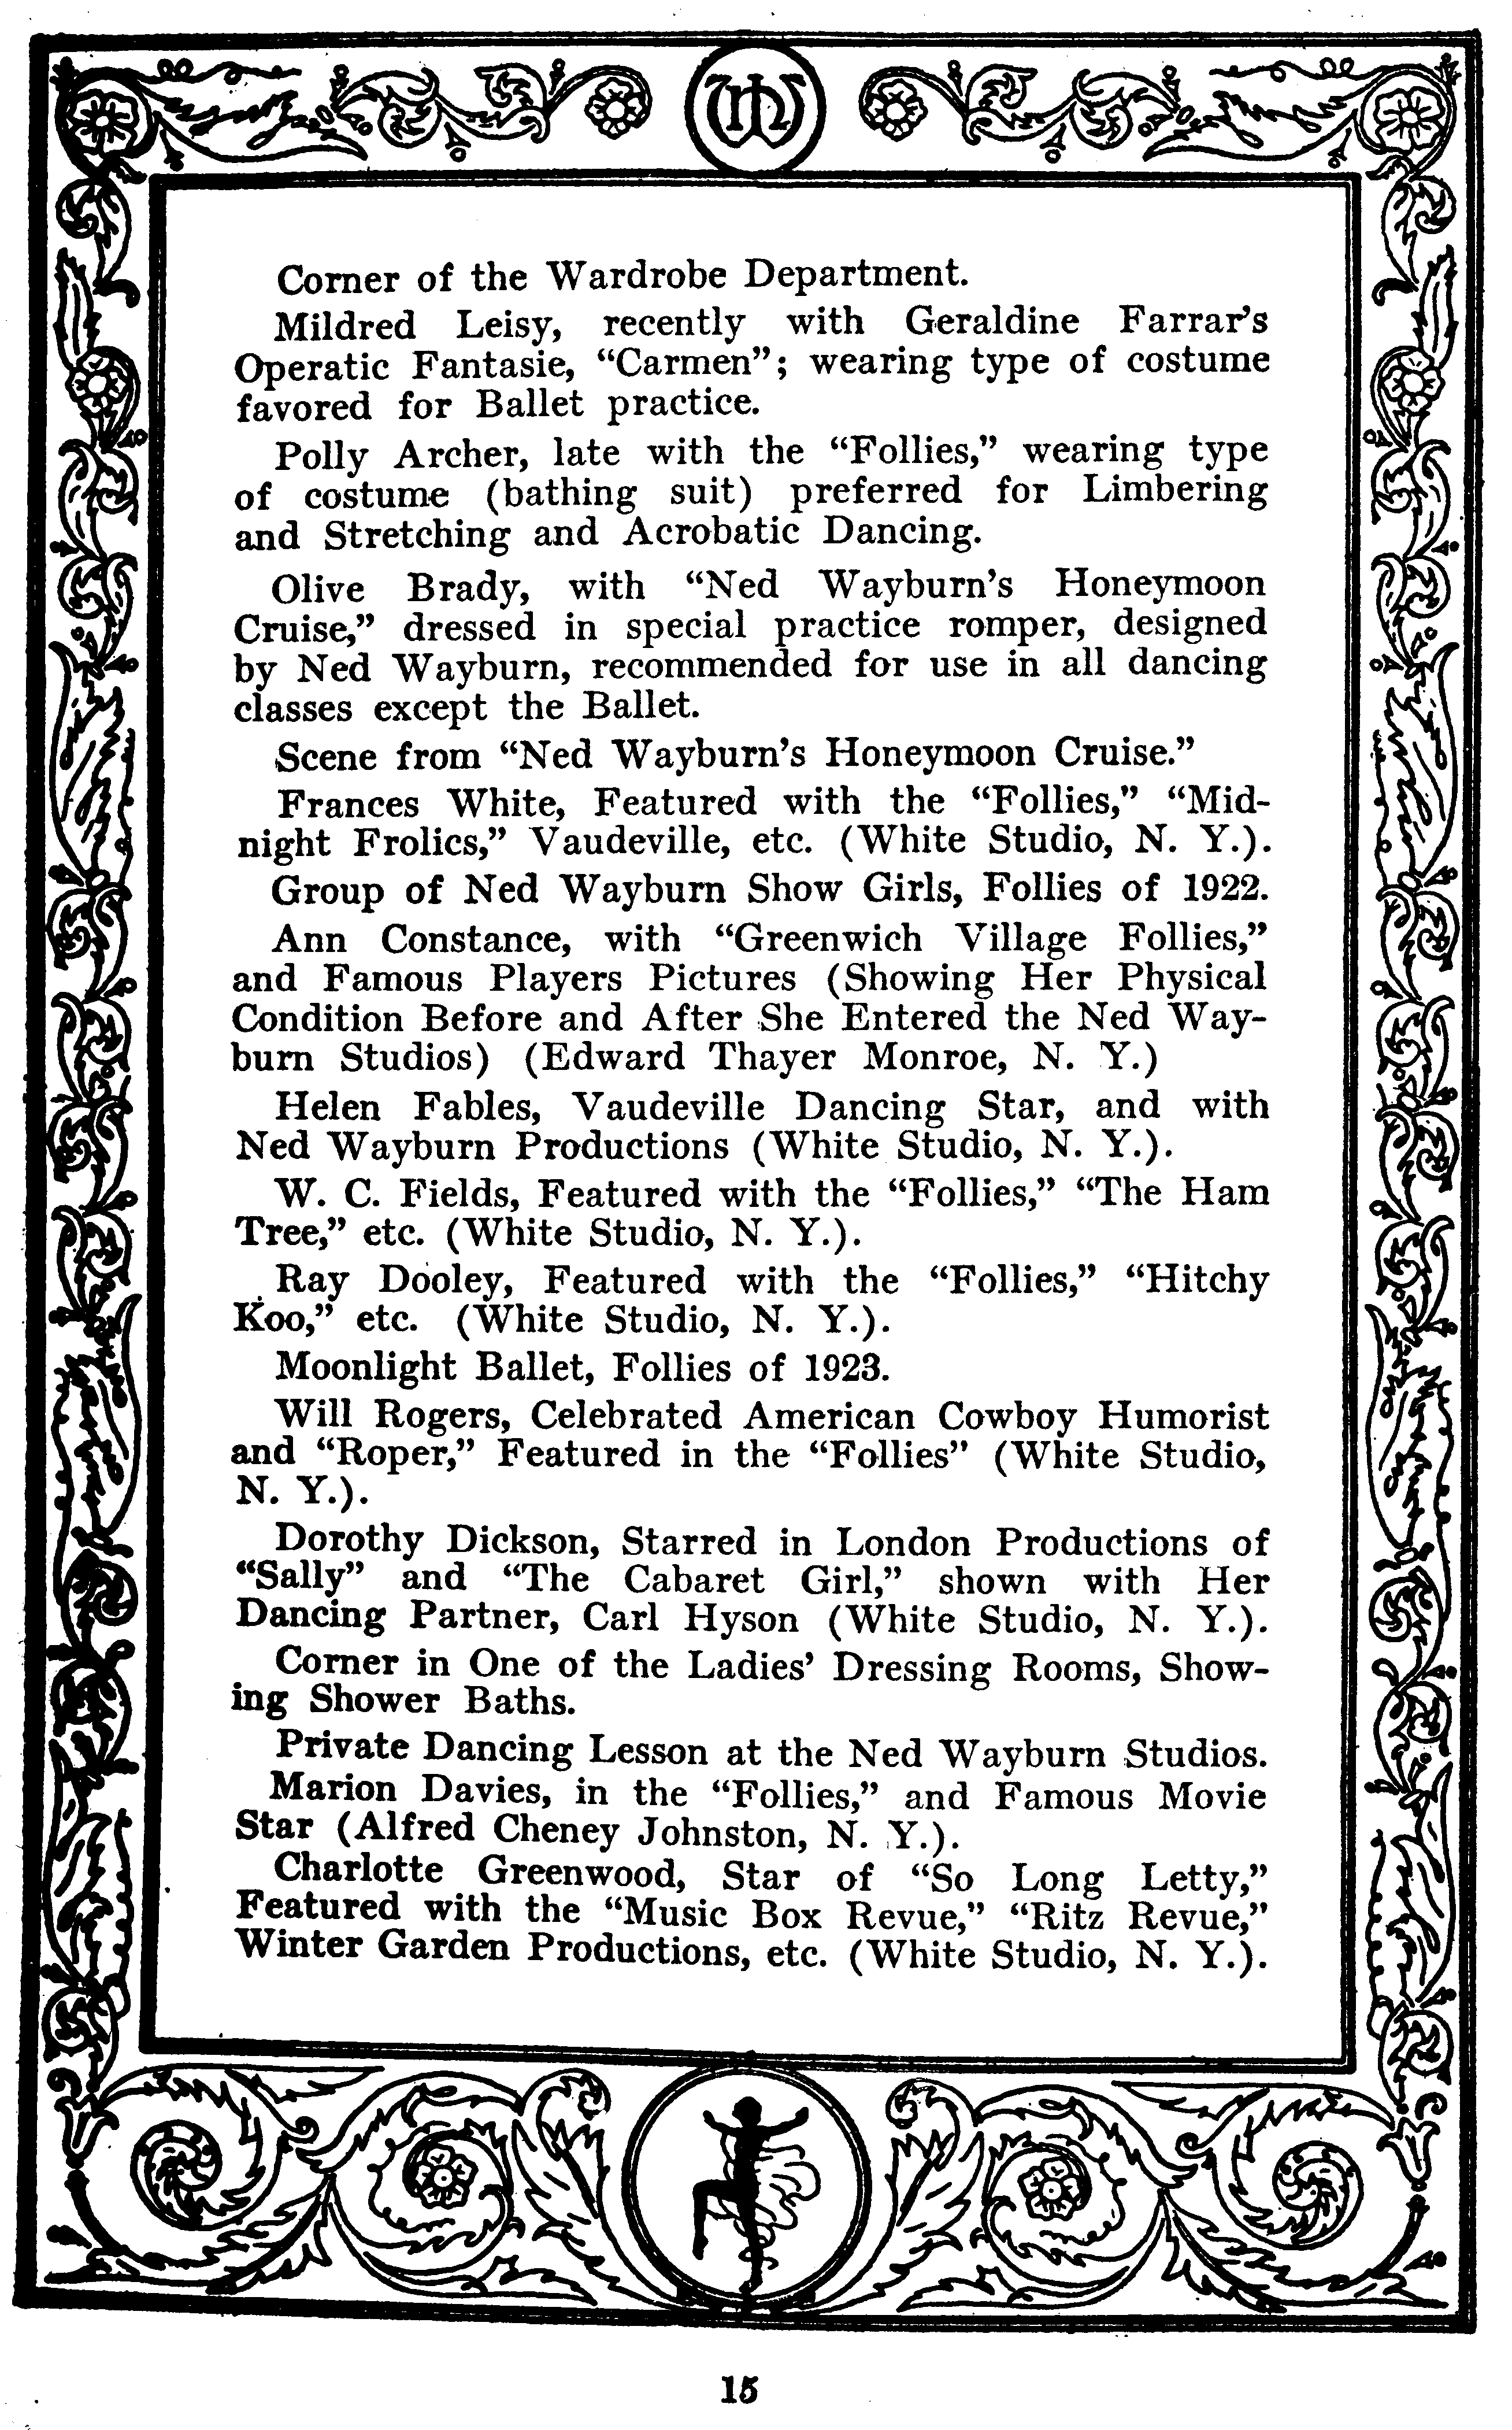 Corner of the Wardrobe Department.
Mildred Leisy, recently with Geraldine Farrar's
Operatic Fantasie, “Carmen”; wearing type of costume
favored for Ballet practice.
Polly Archer, late with the “Follies,” wearing type
of costume (bathing suit) preferred for Limbering
and Stretching and Acrobatic Dancing.
Olive Brady, with “Ned Wayburn's Honeymoon
Cruise,” dressed in special practice romper, designed
by Ned Wayburn, recommended for use in all dancing
classes except the Ballet.
Scene from “Ned Wayburn's Honeymoon Cruise.”
Frances White, Featured with the “Follies,” “Mid-
night Frolics,” Vaudeville, etc. (White Studio, N. Y.).
Group of Ned Wayburn Show Girls, Follies of 1922.
Ann Constance, with “Greenwich Village Follies,”
and Famous Players Pictures (Showing Her Physical
Condition Before and After She Entered the Ned Way-
burn Studios) (Edward Thayer Monroe, N. Y.)
Helen Fables, Vaudeville Dancing Star, and with
Ned Wayburn Productions (White Studio, N. Y.).
W. C. Fields, Featured with the “Follies,” “The Ham
Tree,” etc. (White Studio, N. Y.).
Ray Dooley, Featured with the “Follies,” “Hitchy
Koo,” etc. (White Studio, N. Y.).
Moonlight Ballet, Follies of 1923.
Will Rogers, Celebrated American Cowboy Humorist
and “Roper,” Featured in the “Follies” (White Studio,
N. Y.).
Dorothy Dickson, Starred in London Productions of
“Sally” and “The Cabaret Girl,” shown with Her
Dancing Partner, Carl Hyson (White Studio, N. Y.).
Corner in One of the Ladies' Dressing Rooms, Show-
ing Shower Baths.
Private Dancing Lesson at the Ned Wayburn Studios.
Marion Davies, in the “Follies,” and Famous Movie
Star (Alfred Cheney Johnston, N. Y.).
Charlotte Greenwood, Star of “So Long Letty,”
Featured with the “Music Box Revue,” “Ritz Revue,”
Winter Garden Productions, etc. (White Studio, N. Y.).
15